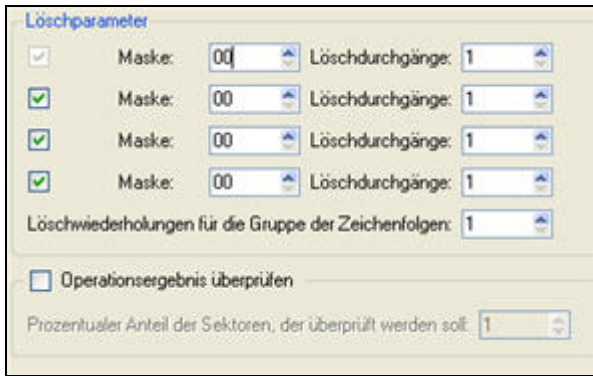 Löschparameter
Maske: 00 Löschdurchgänge: 1
Maske: 00 Löschdurchgänge: 1
Maske: 00 Löschdurchgänge: 1
Maske: 00 Löschdurchgänge: 1
Löschwiederholungen für die Gruppe der Zeichenfolgen: 1
Operationsergebnis überprüfen
Prozentualer Anteil der Sektoren, der überprüft werden soll: 1